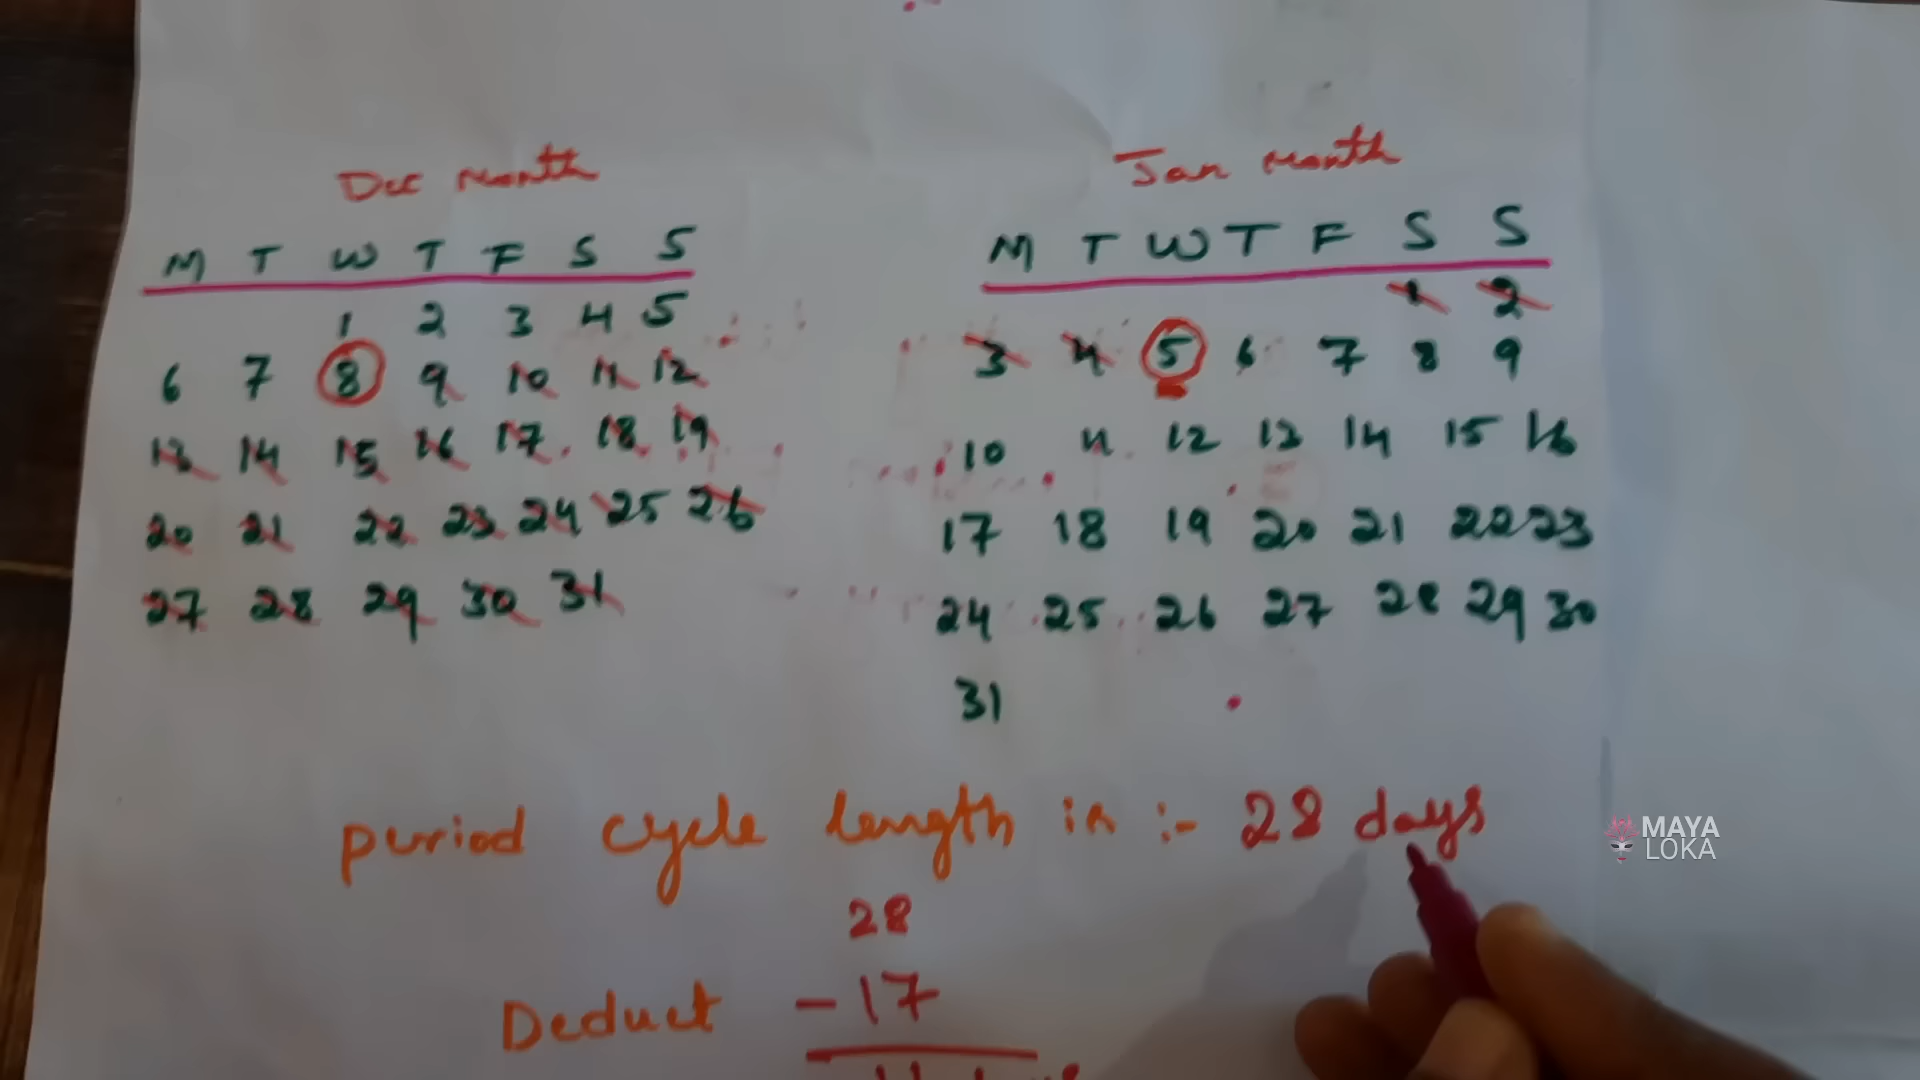 Dec Month
M T W T F S S
1 2 3 4 5
6 7 8 9 10 11 12
13 14 15 16 17 18 19
20 21 22 23 24 25 26
27 28 29 30 31
Jan Month
M T W T F S S
1 2
3 4 5 6 7 8 9
10 11 12 13 14 15 16
17 18 19 20 21 22 23
24 25 26 27 28 29 30
31
period cycle length is :- 28 days
28
Deduct - 17
MAYA
LOKA